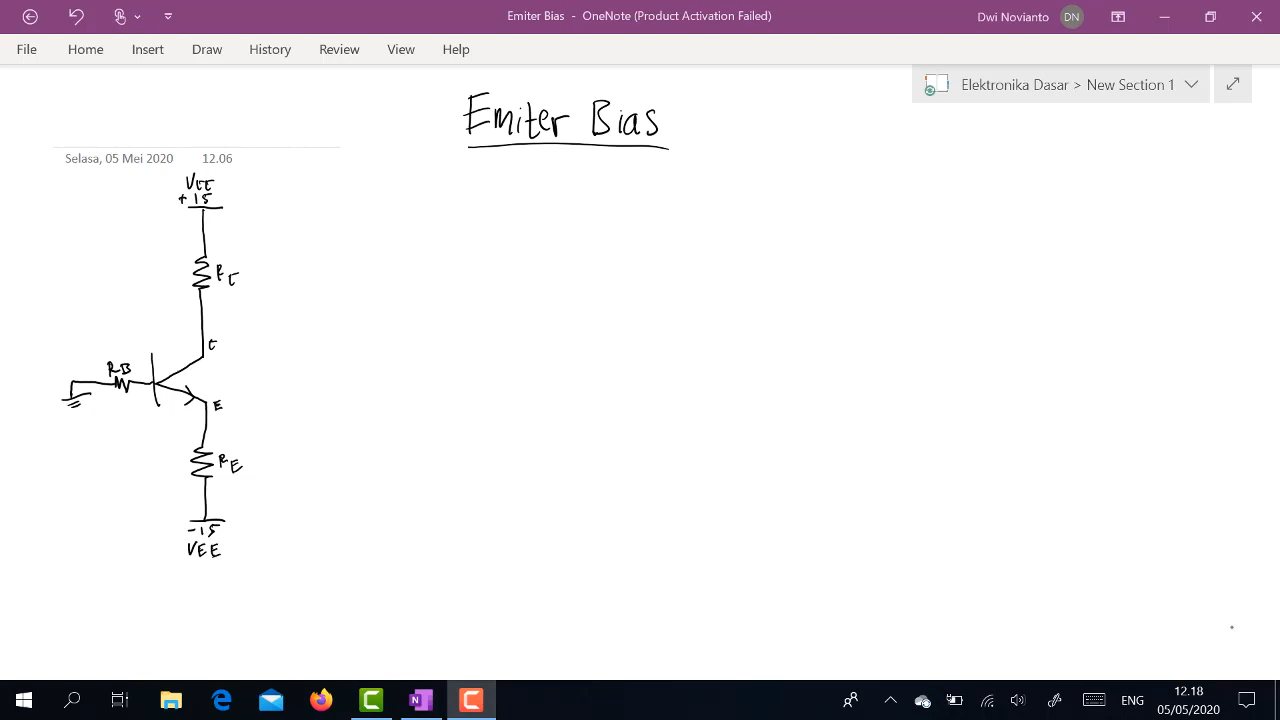 Emiter Bias - OneNote (Product Activation Failed)
Dwi Novianto DN
File Home Insert Draw History Review View Help
Elektronika Dasar > New Section 1
Emiter Bias
Selasa, 05 Mei 2020 12.06
VEE
+15
RC
C
RB
E
RE
-15
VEE
N
ENG
12.18
05/05/2020